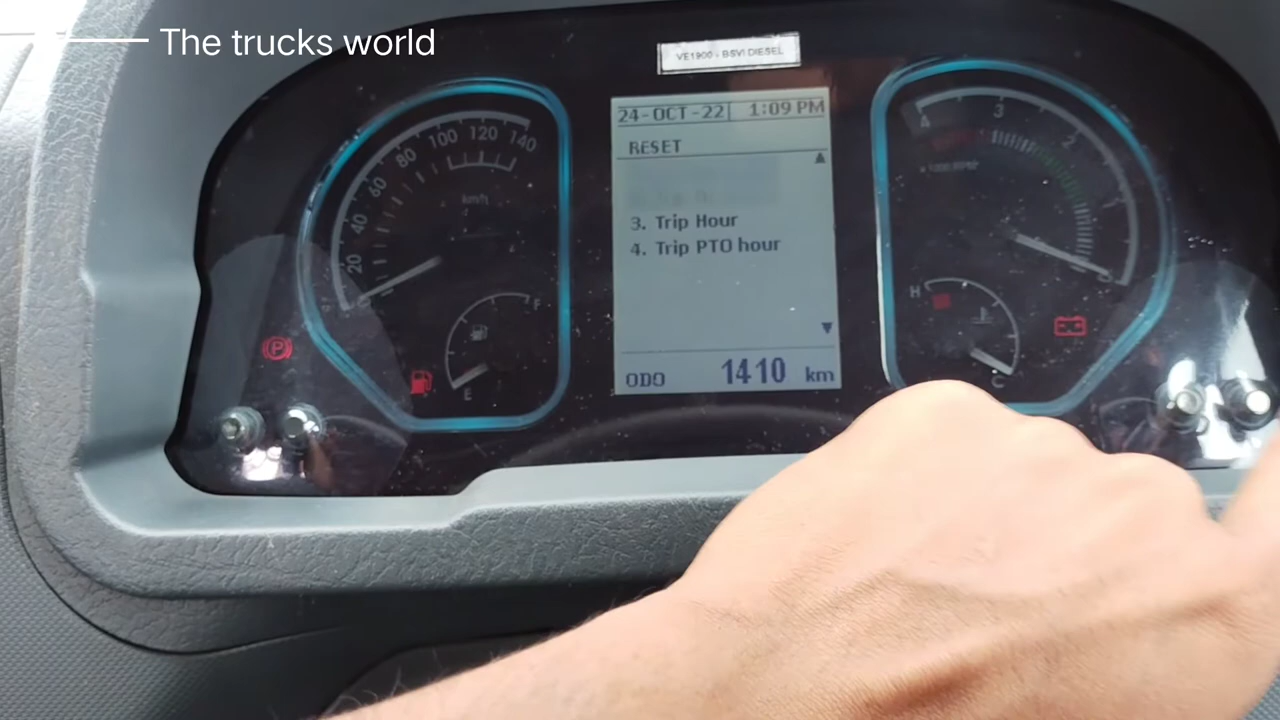 The trucks world
VE1900 - BSVI DIESEL
24-OCT-22 1:09 PM
RESET
3. Trip Hour
4. Trip PTO hour
ODO 1410 km
20
40
60
80
100
120
140
km/h
F
E
4
3
2
x 1000 RPM
H
C
P